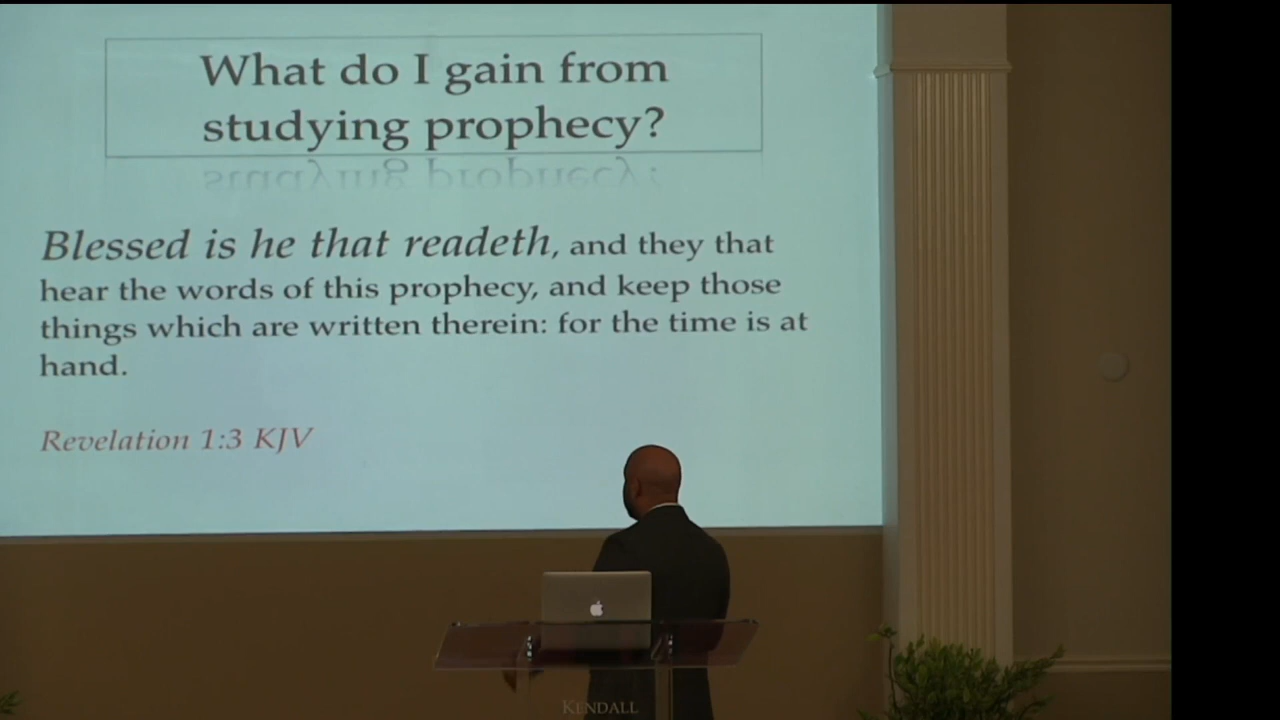 What do I gain from
studying prophecy?
Blessed is he that readeth, and they that
hear the words of this prophecy, and keep those
things which are written therein: for the time is at
hand.
Revelation 1:3 KJV
KENDALL